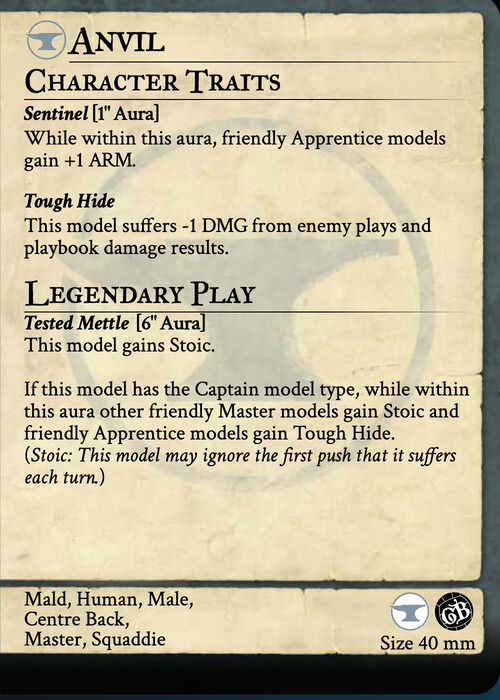 Anvil
Character Traits
Sentinel [1" Aura]
While within this aura, friendly Apprentice models
gain +1 ARM.
Tough Hide
This model suffers -1 DMG from enemy plays and
playbook damage results.
Legendary Play
Tested Mettle [6" Aura]
This model gains Stoic.
If this model has the Captain model type, while within
this aura other friendly Master models gain Stoic and
friendly Apprentice models gain Tough Hide.
(Stoic: This model may ignore the first push that it suffers
each turn.)
Mald, Human, Male,
Centre Back,
Master, Squaddie
GB
Size 40 mm